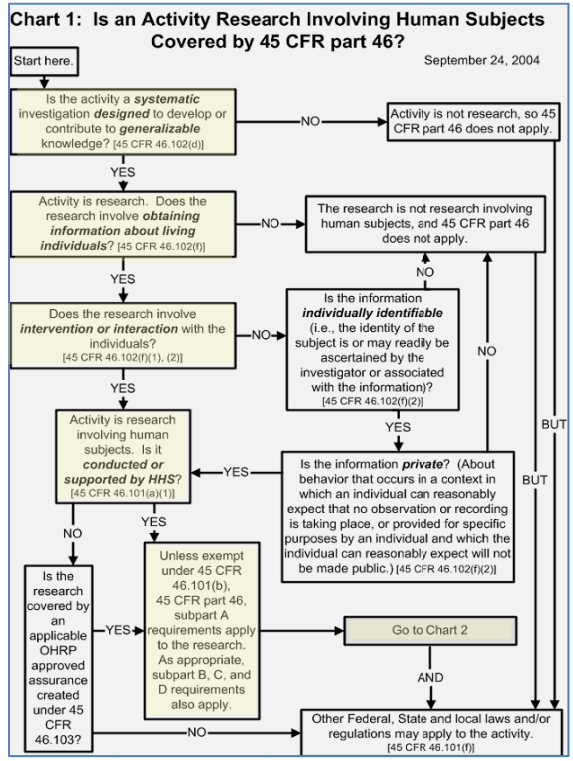 Chart 1: Is an Activity Research Involving Human Subjects
Covered by 45 CFR part 46?
September 24, 2004
Start here.
Is the activity a systematic
investigation designed to develop or
contribute to generalizable
knowledge? [45 CFR 46.102(d)]
NO
Activity is not research, so 45
CFR part 46 does not apply.
YES
Activity is research. Does the
research involve obtaining
information about living
individuals? [45 CFR 46.102(f)]
NO
The research is not research involving
human subjects, and 45 CFR part 46
does not apply.
YES
NO
Does the research involve
intervention or interaction with the
individuals?
[45 CFR 46.102(f)(1), (2)]
NO
Is the information
individually identifiable
(i.e., the identity of the
subject is or may readily be
ascertained by the
investigator or associated
with the information)?
[45 CFR 46.102(f)(2)]
NO
YES
YES
BUT
BUT
Activity is research
involving human
subjects. Is it
conducted or
supported by HHS?
[45 CFR 46.101(a)(1)]
YES
Is the information private? (About
behavior that occurs in a context in
which an individual can reasonably
expect that no observation or recording
is taking place, or provided for specific
purposes by an individual and which the
individual can reasonably expect will not
be made public.) [45 CFR 46.102(f)(2)]
NO
YES
Is the
research
covered by
an
applicable
OHRP
approved
assurance
created
under 45
CFR
46.103?
YES
Unless exempt
under 45 CFR
46.101(b),
45 CFR part 46,
subpart A
requirements apply
to the research.
As appropriate,
subpart B, C, and
D requirements
also apply.
Go to Chart 2
AND
NO
Other Federal, State and local laws and/or
regulations may apply to the activity.
[45 CFR 46.101(f)]